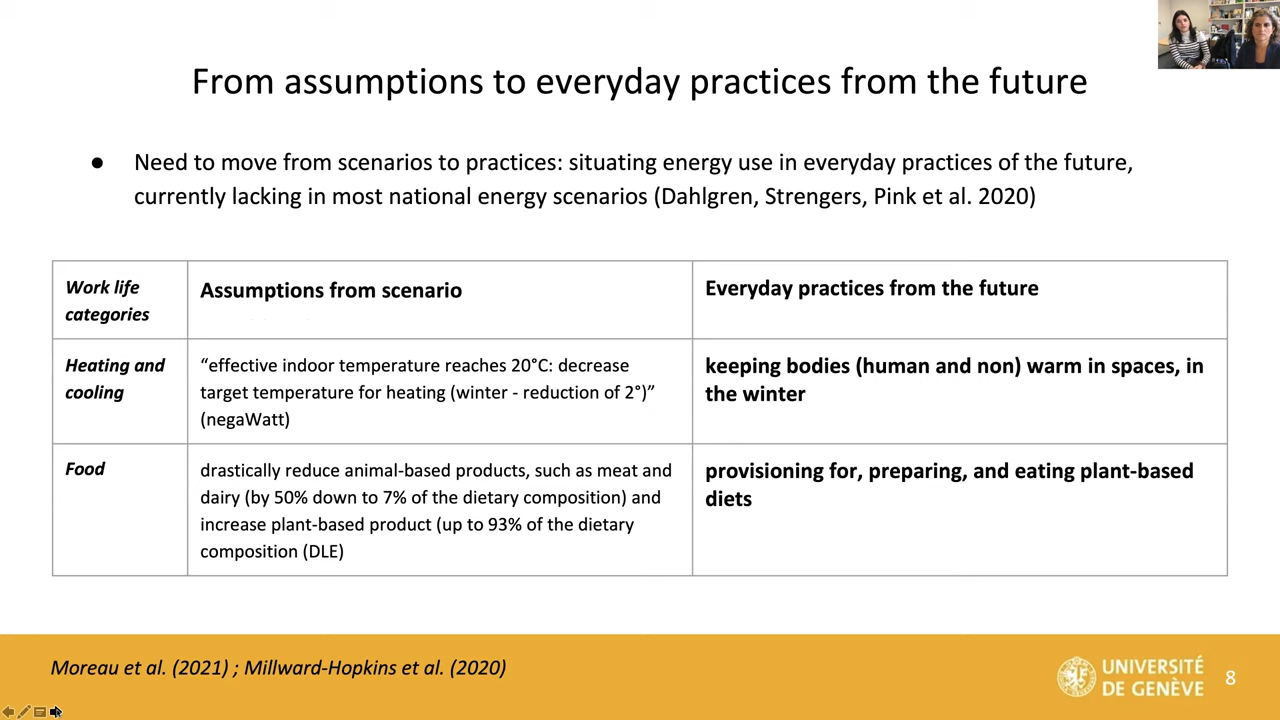 From assumptions to everyday practices from the future
● Need to move from scenarios to practices: situating energy use in everyday practices of the future,
currently lacking in most national energy scenarios (Dahlgren, Strengers, Pink et al. 2020)
Work life
categories
Assumptions from scenario
Everyday practices from the future
Heating and
cooling
“effective indoor temperature reaches 20°C: decrease
target temperature for heating (winter - reduction of 2°)”
(negaWatt)
keeping bodies (human and non) warm in spaces, in
the winter
Food
drastically reduce animal-based products, such as meat and
dairy (by 50% down to 7% of the dietary composition) and
increase plant-based product (up to 93% of the dietary
composition (DLE)
provisioning for, preparing, and eating plant-based
diets
Moreau et al. (2021) ; Millward-Hopkins et al. (2020)
UNIVERSITÉ
DE GENÈVE
8